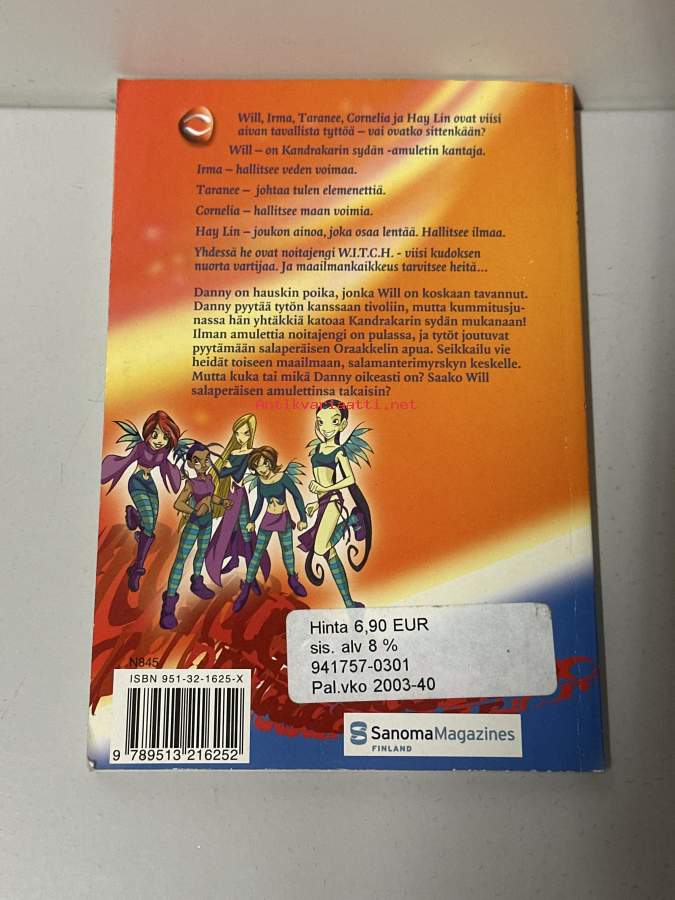 Will, Irma, Taranee, Cornelia ja Hay Lin ovat viisi
aivan tavallista tyttöä – vai ovatko sittenkään?
Will – on Kandrakarin sydän -amuletin kantaja.
Irma – hallitsee veden voimaa.
Taranee – johtaa tulen elemenettiä.
Cornelia – hallitsee maan voimia.
Hay Lin – joukon ainoa, joka osaa lentää. Hallitsee ilmaa.
Yhdessä he ovat noitajengi W.I.T.C.H. - viisi kudoksen
nuorta vartijaa. Ja maailmankaikkeus tarvitsee heitä...
Danny on hauskin poika, jonka Will on koskaan tavannut.
Danny pyytää tytön kanssaan tivoliin, mutta kummitusju-
nassa hän yhtäkkiä katoaa Kandrakarin sydän mukanaan!
Ilman amulettia noitajengi on pulassa, ja tytöt joutuvat
pyytämään salaperäisen Oraakkelin apua. Seikkailu vie
heidät toiseen maailmaan, salamanterimyrskyn keskelle.
Mutta kuka tai mikä Danny oikeasti on? Saako Will
salaperäisen amulettinsa takaisin?
Antikvariaatti.net
Hinta 6,90 EUR
sis. alv 8 %
941757-0301
Pal.vko 2003-40
N845
ISBN 951-32-1625-X
9 789513 216252
SanomaMagazines
FINLAND